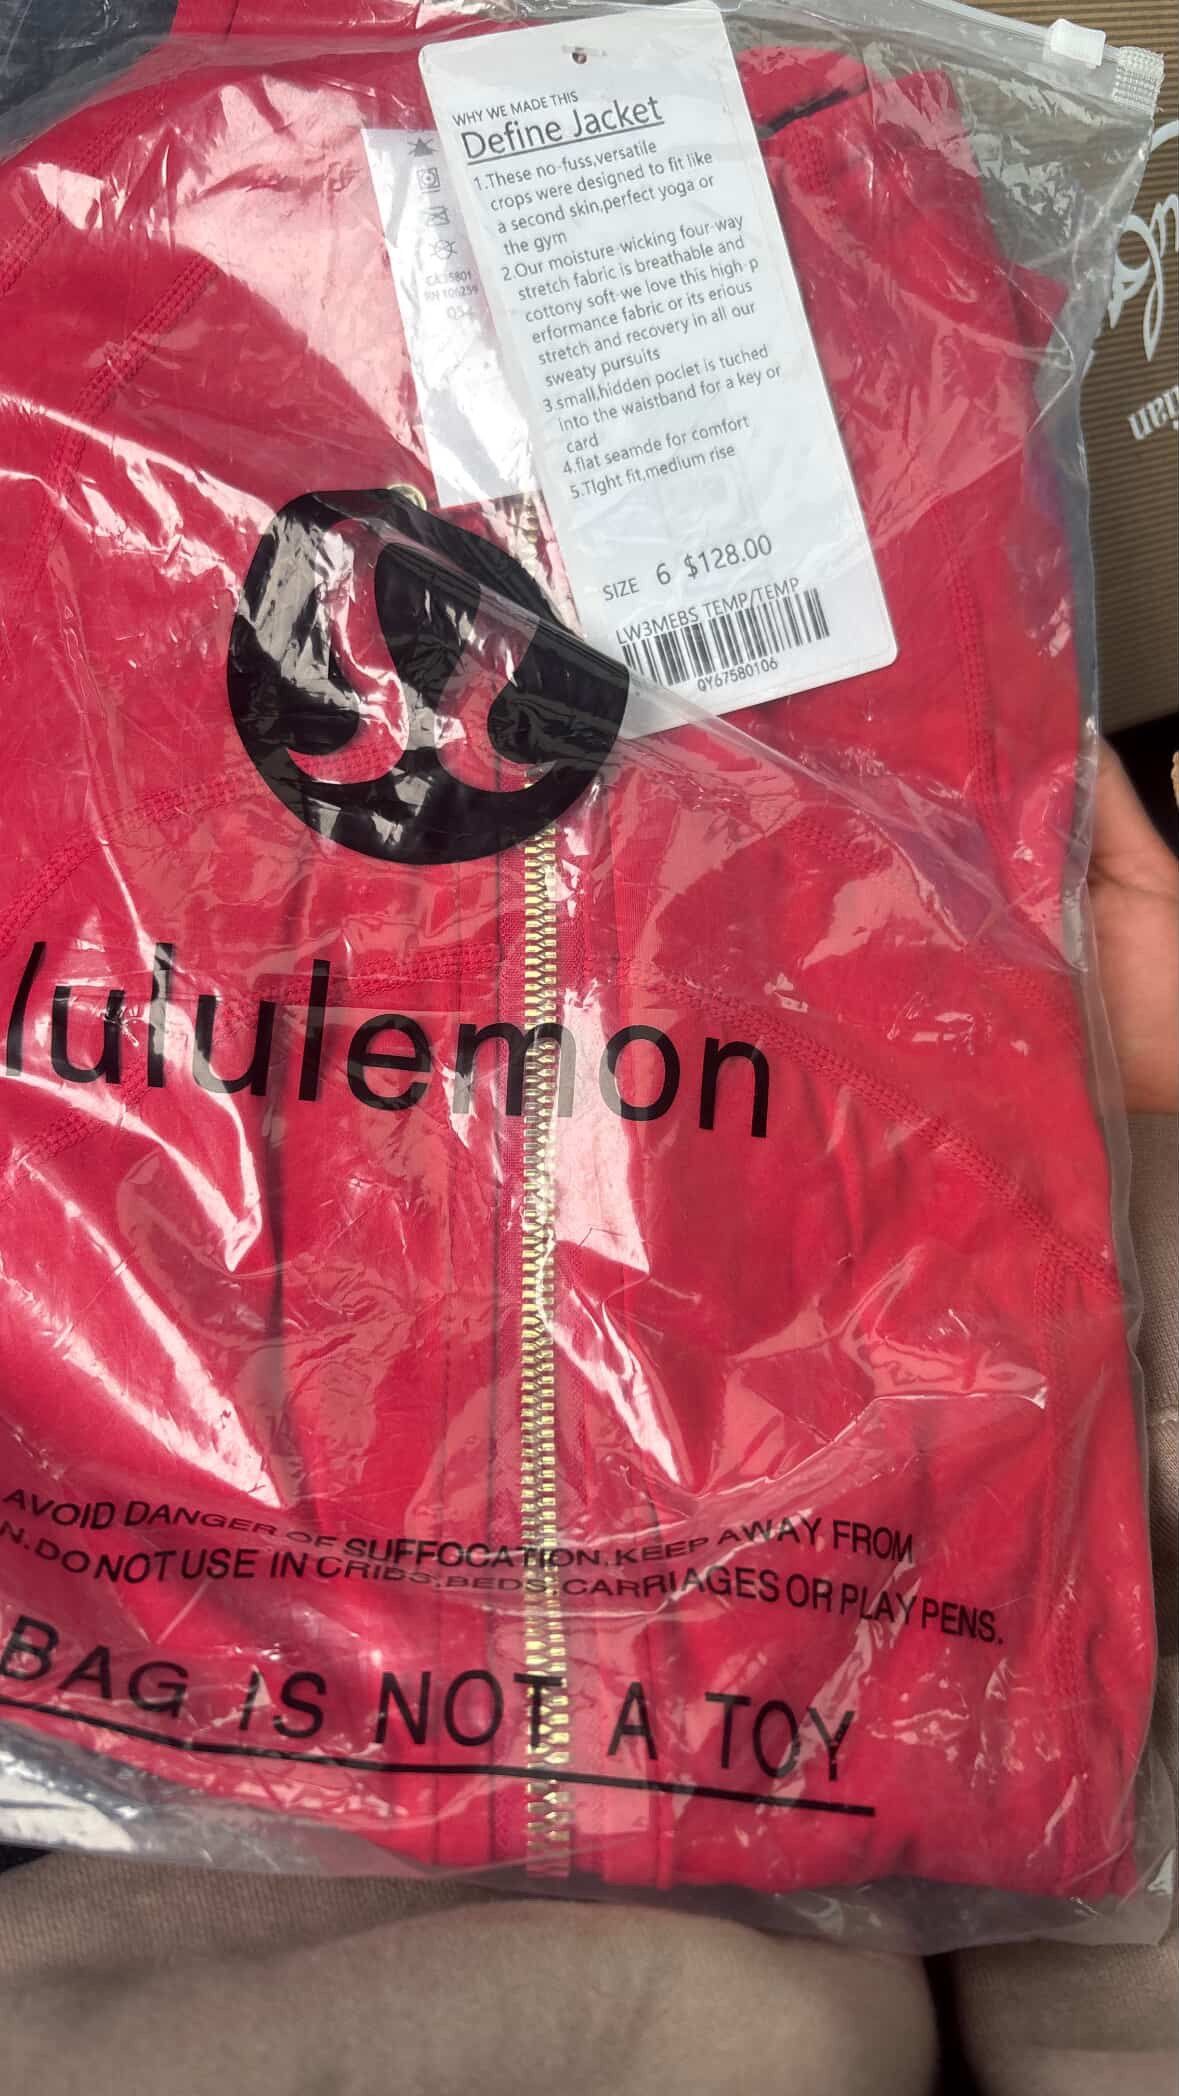 WHY WE MADE THIS
Define Jacket
1.These no-fuss,versatile
crops were designed to fit like
a second skin,perfect yoga or
the gym
2.Our moisture-wicking four-way
stretch fabric is breathable and
cottony soft-we love this high-p
erformance fabric or its erious
stretch and recovery in all our
sweaty pursuits
3.small,hidden poclet is tuched
into the waistband for a key or
card
4.flat seamde for comfort
5.TIght fit,medium rise
SIZE 6 $128.00
LW3MEBS TEMP/TEMP
QY67580106
CA 35801
RN 106259
lululemon
AVOID DANGER OF SUFFOCATION.KEEP AWAY FROM
N.DO NOT USE IN CRIBS,BEDS,CARRIAGES OR PLAY PENS.
BAG IS NOT A TOY